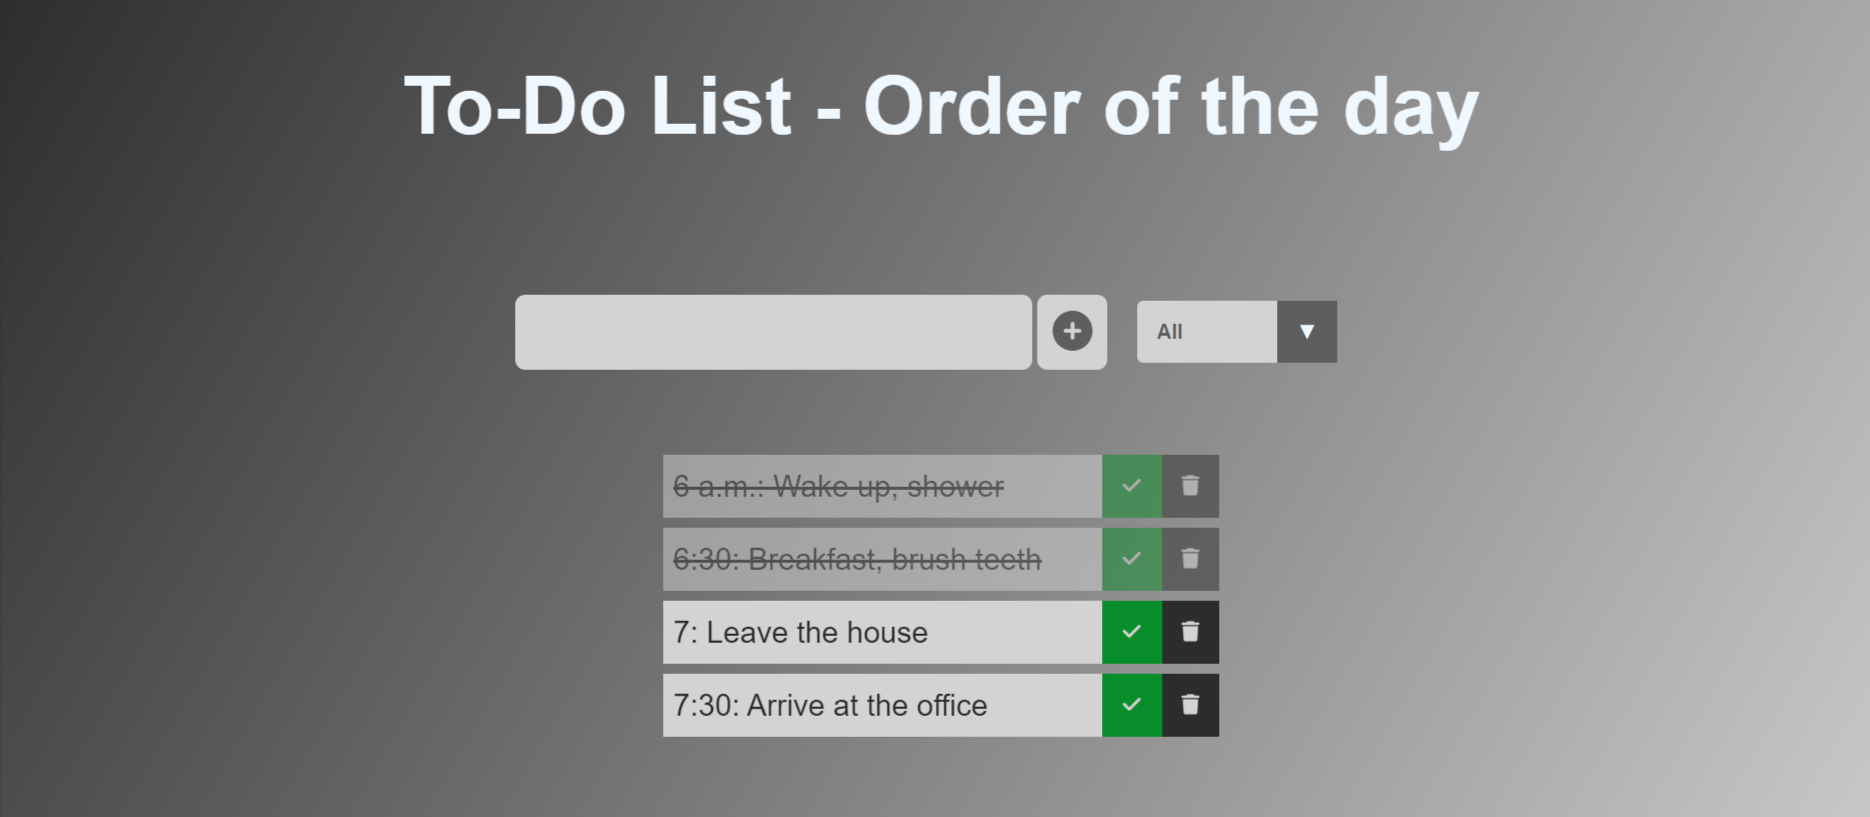 To-Do List - Order of the day
All
6 a.m.: Wake up, shower
6:30: Breakfast, brush teeth
7: Leave the house
7:30: Arrive at the office